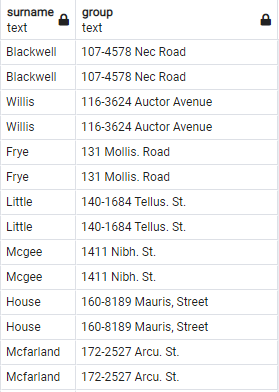 surname group
text text
Blackwell 107-4578 Nec Road
Blackwell 107-4578 Nec Road
Willis 116-3624 Auctor Avenue
Willis 116-3624 Auctor Avenue
Frye 131 Mollis. Road
Frye 131 Mollis. Road
Little 140-1684 Tellus. St.
Little 140-1684 Tellus. St.
Mcgee 1411 Nibh. St.
Mcgee 1411 Nibh. St.
House 160-8189 Mauris, Street
House 160-8189 Mauris, Street
Mcfarland 172-2527 Arcu. St.
Mcfarland 172-2527 Arcu. St.